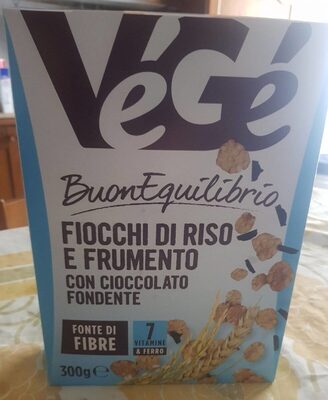 VéGé
BuonEquilibrio
FIOCCHI DI RISO
E FRUMENTO
CON CIOCCOLATO
FONDENTE
FONTE DI
FIBRE
7
VITAMINE
& FERRO
300g e